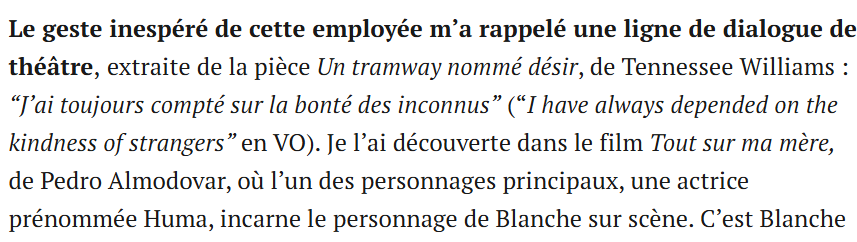 Le geste inespéré de cette employée m’a rappelé une ligne de dialogue de
théâtre, extraite de la pièce Un tramway nommé désir, de Tennessee Williams :
“J’ai toujours compté sur la bonté des inconnus” (“I have always depended on the
kindness of strangers” en VO). Je l’ai découverte dans le film Tout sur ma mère,
de Pedro Almodovar, où l’un des personnages principaux, une actrice
prénommée Huma, incarne le personnage de Blanche sur scène. C’est Blanche